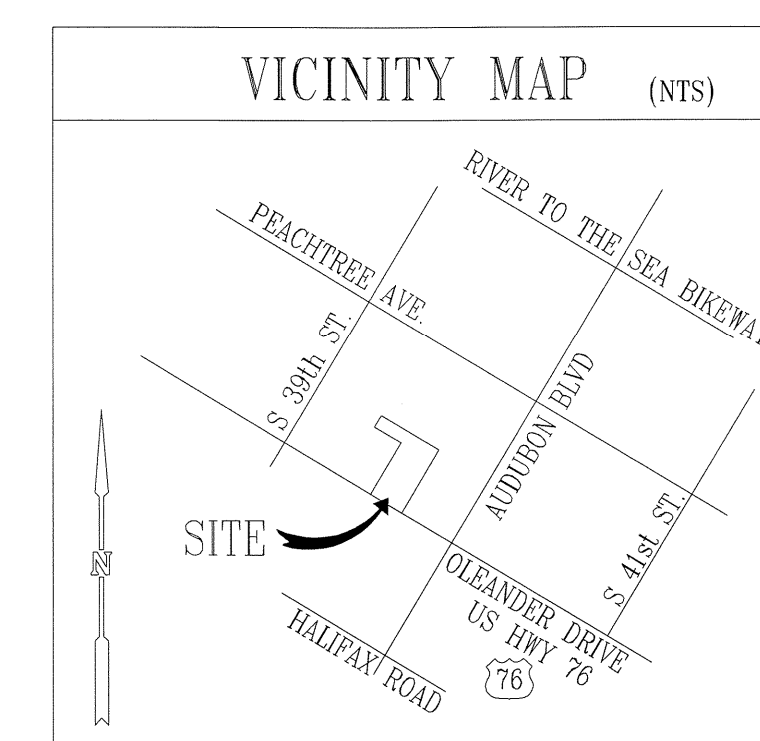 VICINITY MAP (NTS)
RIVER TO THE SEA BIKEWA
PEACHTREE AVE.
S 39th ST.
AUDUBON BLVD
S 41st ST.
SITE
N
OLEANDER DRIVE
US HWY 76
76
HALIFAX ROAD